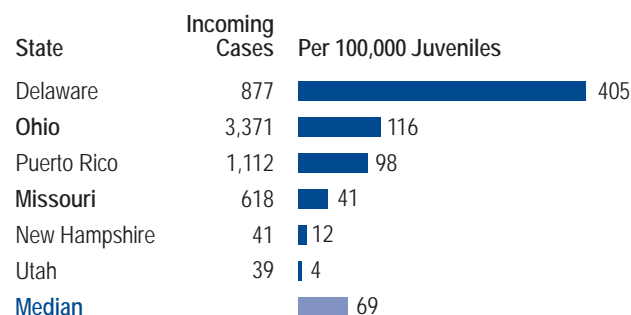 Incoming
State Cases Per 100,000 Juveniles
Delaware 877 405
Ohio 3,371 116
Puerto Rico 1,112 98
Missouri 618 41
New Hampshire 41 12
Utah 39 4
Median 69